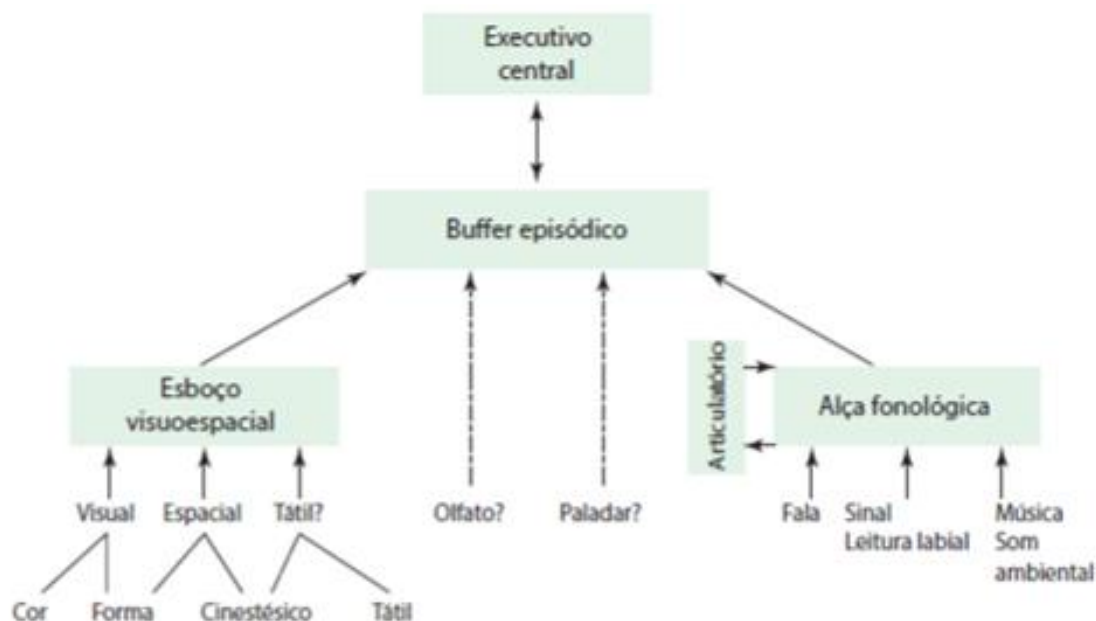 Executivo
central
Buffer episódico
Esboço
visuoespacial
Articulatório
Alça fonológica
Visual Espacial Tátil?
Olfato? Paladar?
Fala Sinal Música
Leitura labial Som
ambiental
Cor Forma Cinestésico Tátil